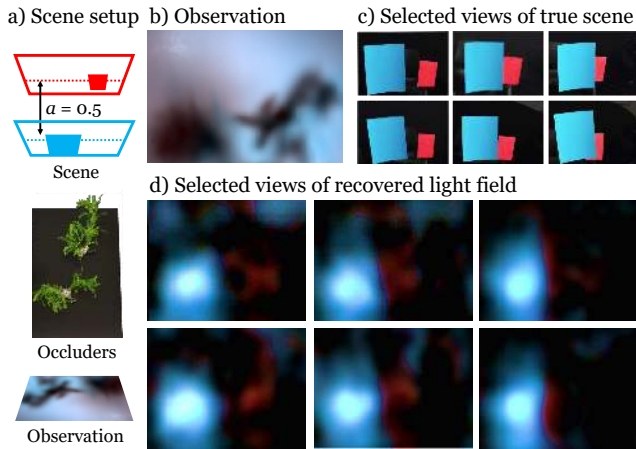 a) Scene setup
b) Observation
c) Selected views of true scene
a = 0.5
Scene
d) Selected views of recovered light field
Occluders
Observation